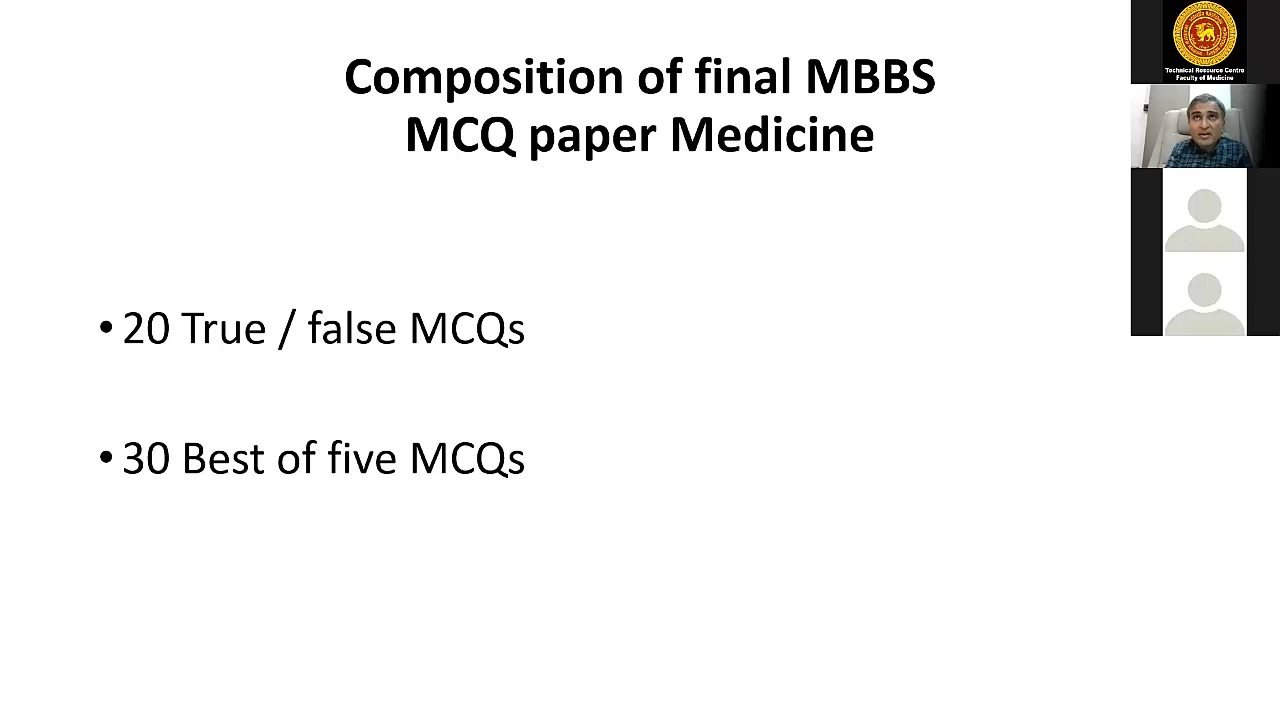 Composition of final MBBS
MCQ paper Medicine
• 20 True / false MCQs
• 30 Best of five MCQs
Technical Resource Centre
Faculty of Medicine